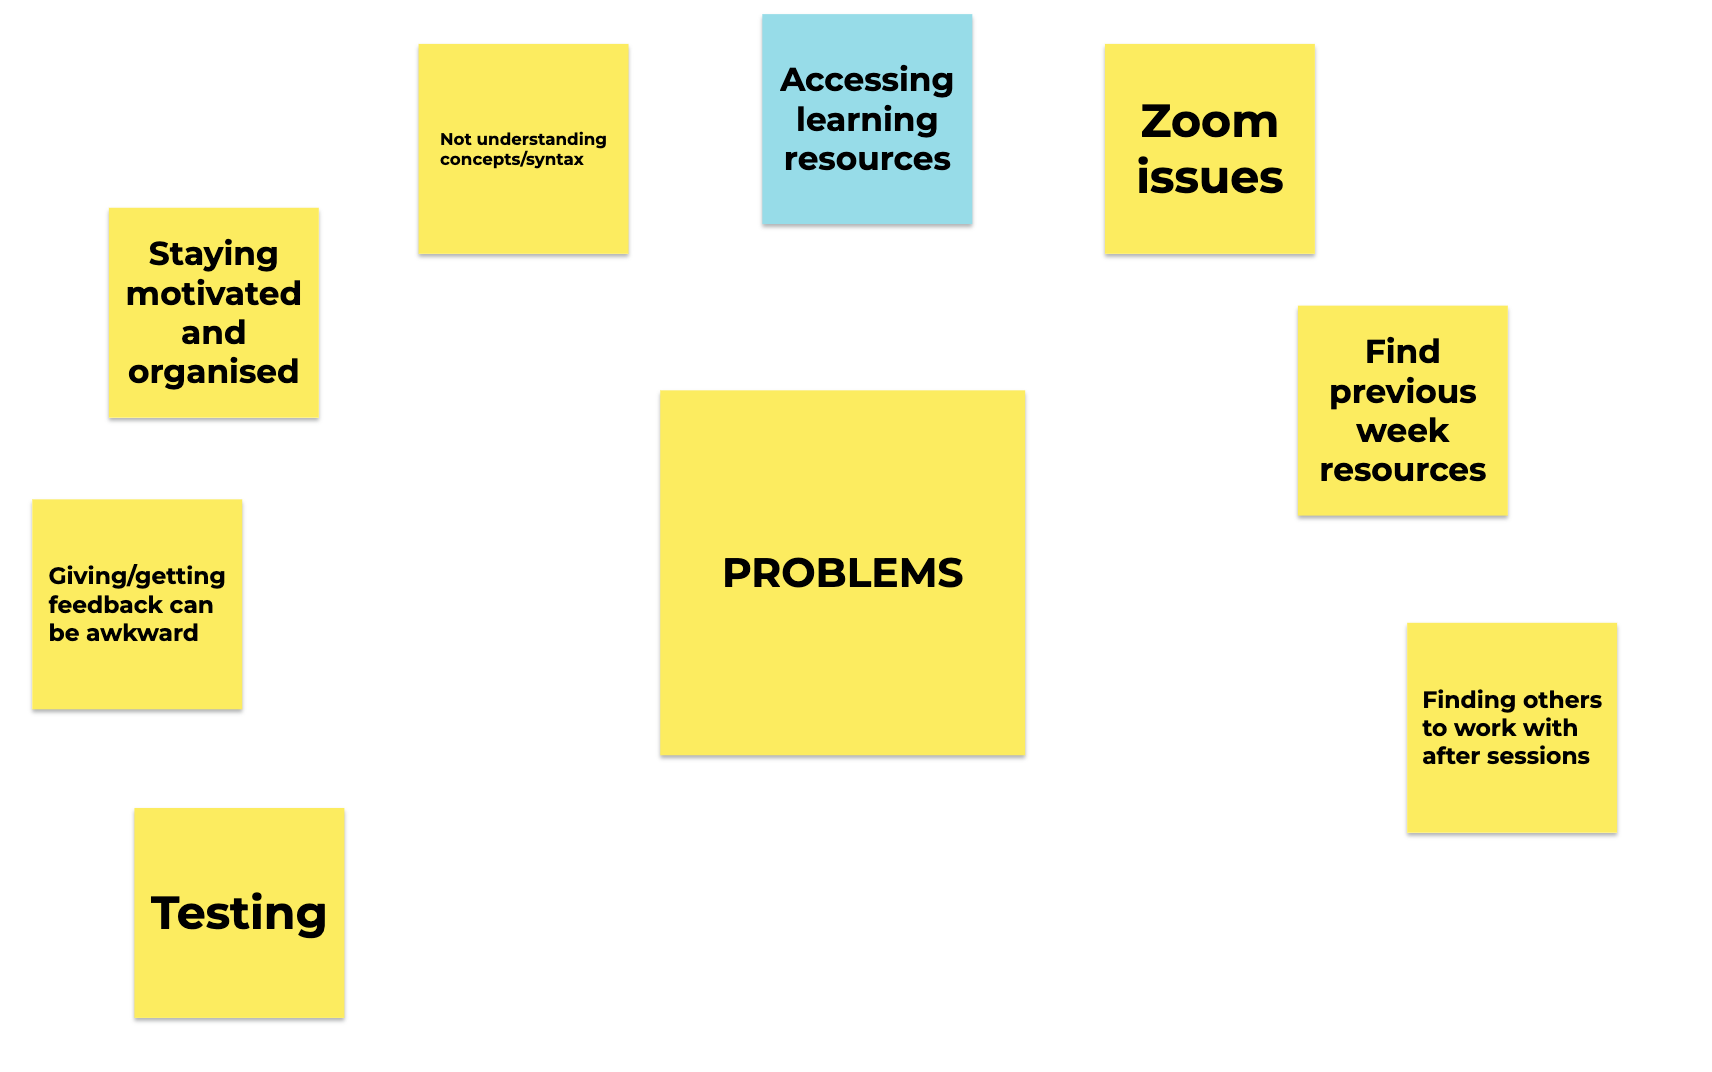 Accessing
learning
resources
Not understanding
concepts/syntax
Zoom
issues
Staying
motivated
and
organised
Find
previous
week
resources
Giving/getting
feedback can
be awkward
PROBLEMS
Finding others
to work with
after sessions
Testing